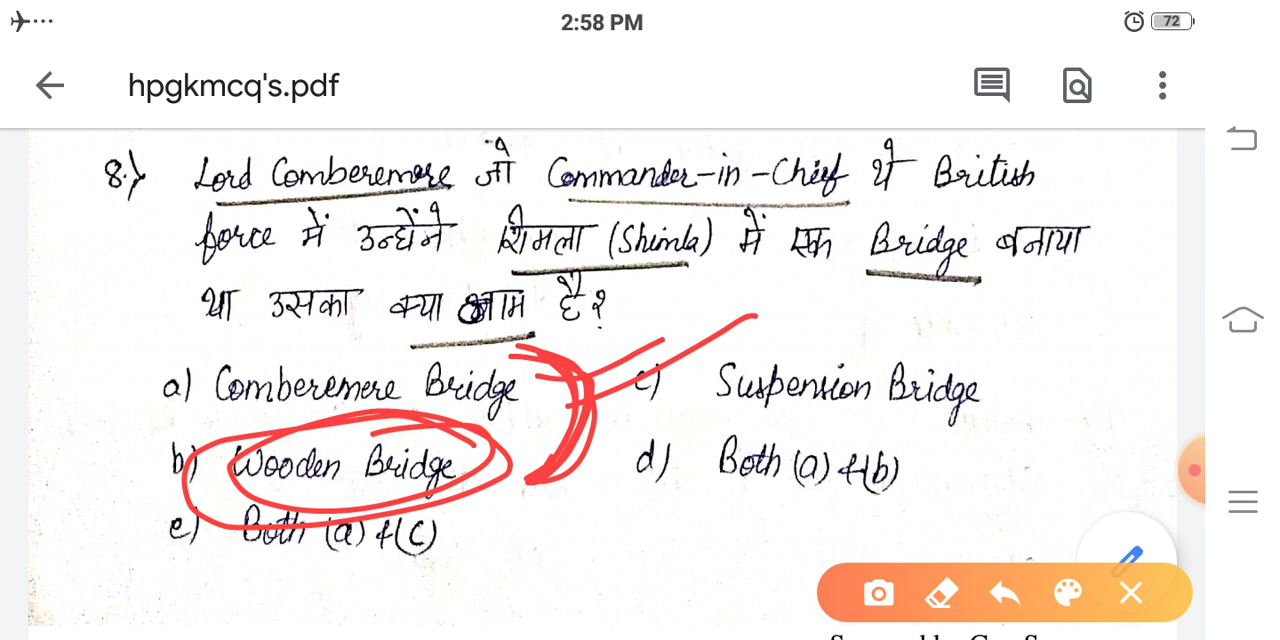 2:58 PM
72
hpgkmcq's.pdf
8.) Lord Comberemere जो Commander-in-Chief थे British
force में उन्होंने शिमला (Shimla) में एक Bridge बनाया
था उसका क्या नाम है?
a) Comberemere Bridge c) Suspension Bridge
b) Wooden Bridge d) Both (a) & (b)
e) Both (a) & (c)